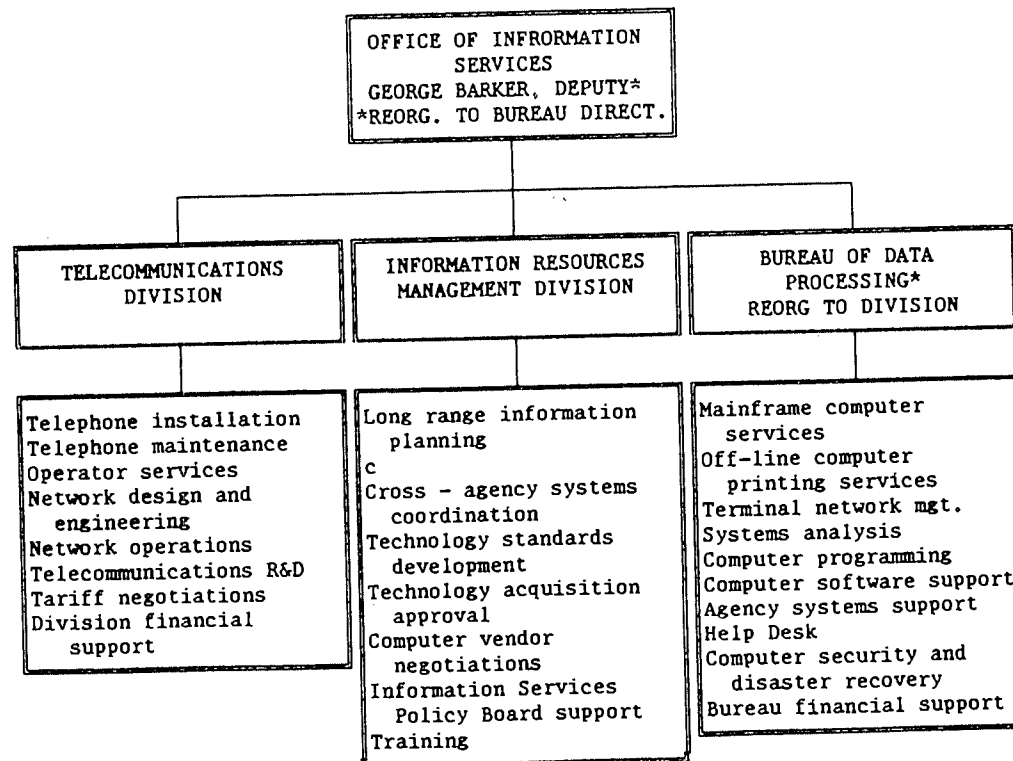 OFFICE OF INFRORMATION
SERVICES
GEORGE BARKER, DEPUTY*
*REORG. TO BUREAU DIRECT.
TELECOMMUNICATIONS
DIVISION
INFORMATION RESOURCES
MANAGEMENT DIVISION
BUREAU OF DATA
PROCESSING*
REORG TO DIVISION
Telephone installation
Telephone maintenance
Operator services
Network design and
engineering
Network operations
Telecommunications R&D
Tariff negotiations
Division financial
support
Long range information
planning
c
Cross - agency systems
coordination
Technology standards
development
Technology acquisition
approval
Computer vendor
negotiations
Information Services
Policy Board support
Training
Mainframe computer
services
Off-line computer
printing services
Terminal network mgt.
Systems analysis
Computer programming
Computer software support
Agency systems support
Help Desk
Computer security and
disaster recovery
Bureau financial support